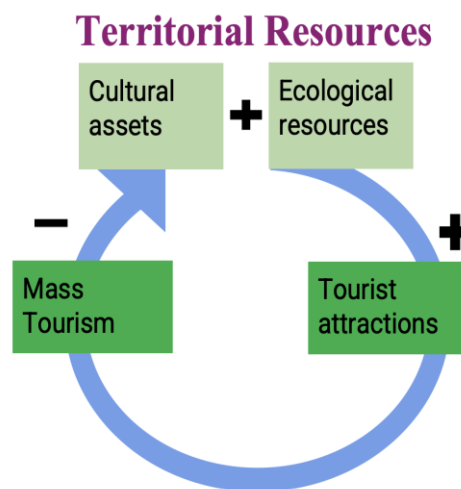 Territorial Resources
Cultural
assets
+
Ecological
resources
−
+
Mass
Tourism
Tourist
attractions